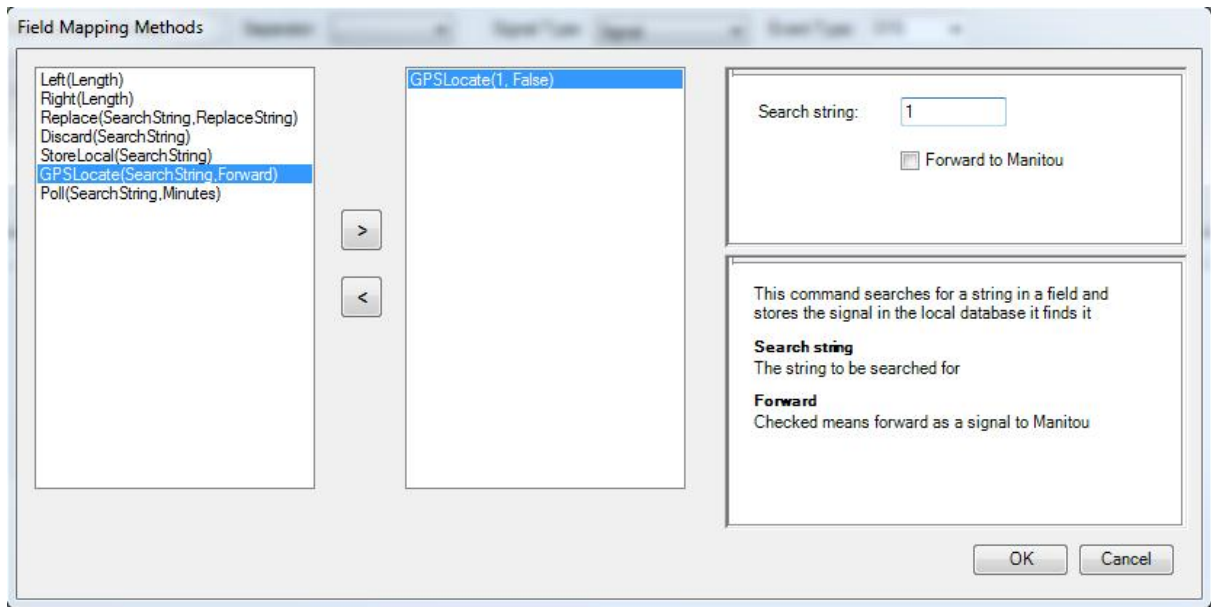 Field Mapping Methods
Left(Length)
Right(Length)
Replace(SearchString,ReplaceString)
Discard(SearchString)
StoreLocal(SearchString)
GPSLocate(SearchString,Forward)
Poll(SearchString,Minutes)
>
<
GPSLocate(1, False)
Search string: 1
Forward to Manitou
This command searches for a string in a field and
stores the signal in the local database it finds it
Search string
The string to be searched for
Forward
Checked means forward as a signal to Manitou
OK Cancel